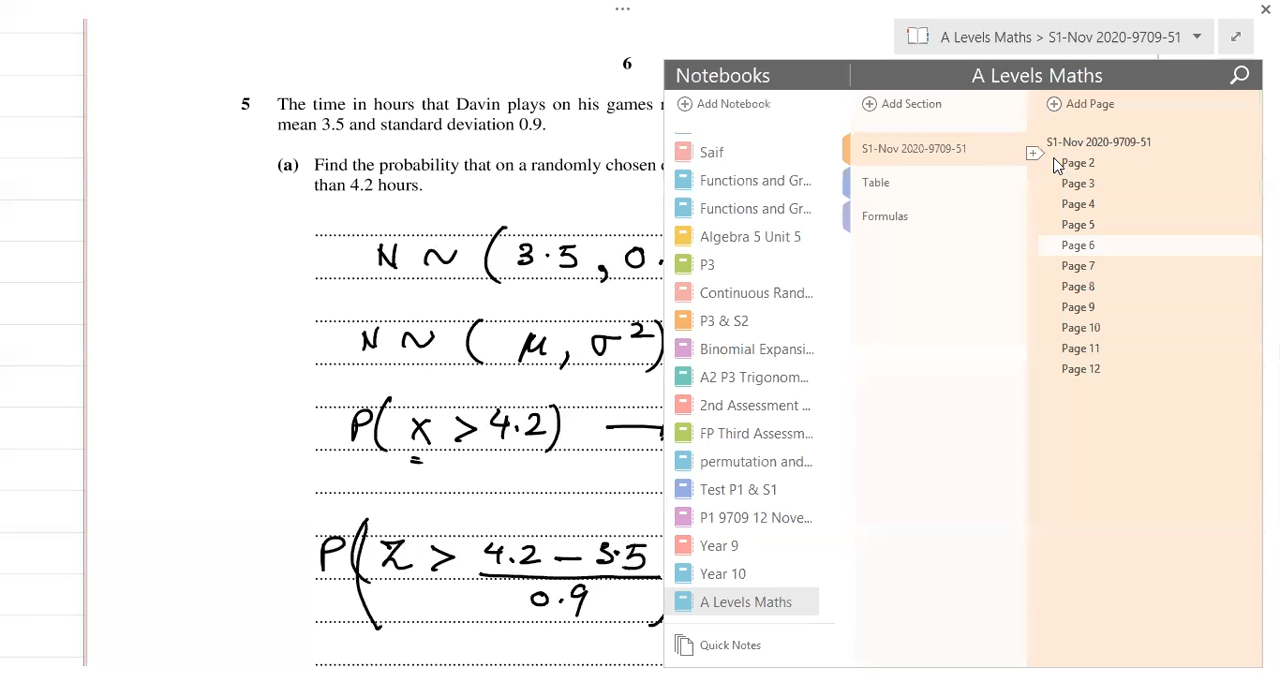 A Levels Maths > S1-Nov 2020-9709-51
6
5 The time in hours that Davin plays on his games
mean 3.5 and standard deviation 0.9.
(a) Find the probability that on a randomly chosen
than 4.2 hours.
N ~ (3.5, 0.
N ~ ( μ, σ²)
P( x > 4.2)
P( Z > 4.2 - 3.5
0.9
Notebooks
A Levels Maths
Add Notebook
Saif
Functions and Gr...
Functions and Gr...
Algebra 5 Unit 5
P3
Continuous Rand...
P3 & S2
Binomial Expansi...
A2 P3 Trigonom...
2nd Assessment ...
FP Third Assessm...
permutation and...
Test P1 & S1
P1 9709 12 Nove...
Year 9
Year 10
A Levels Maths
Quick Notes
Add Section
S1-Nov 2020-9709-51
Table
Formulas
Add Page
S1-Nov 2020-9709-51
Page 2
Page 3
Page 4
Page 5
Page 6
Page 7
Page 8
Page 9
Page 10
Page 11
Page 12